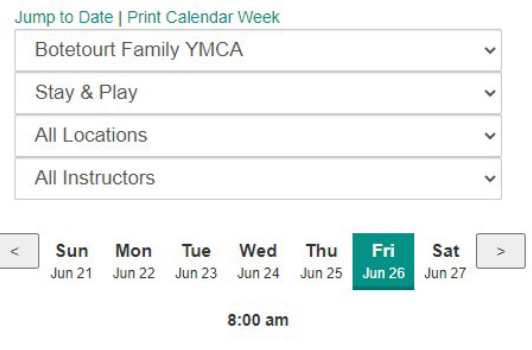 Jump to Date | Print Calendar Week
Botetourt Family YMCA
Stay & Play
All Locations
All Instructors
< Sun Mon Tue Wed Thu Fri Sat >
Jun 21 Jun 22 Jun 23 Jun 24 Jun 25 Jun 26 Jun 27
8:00 am